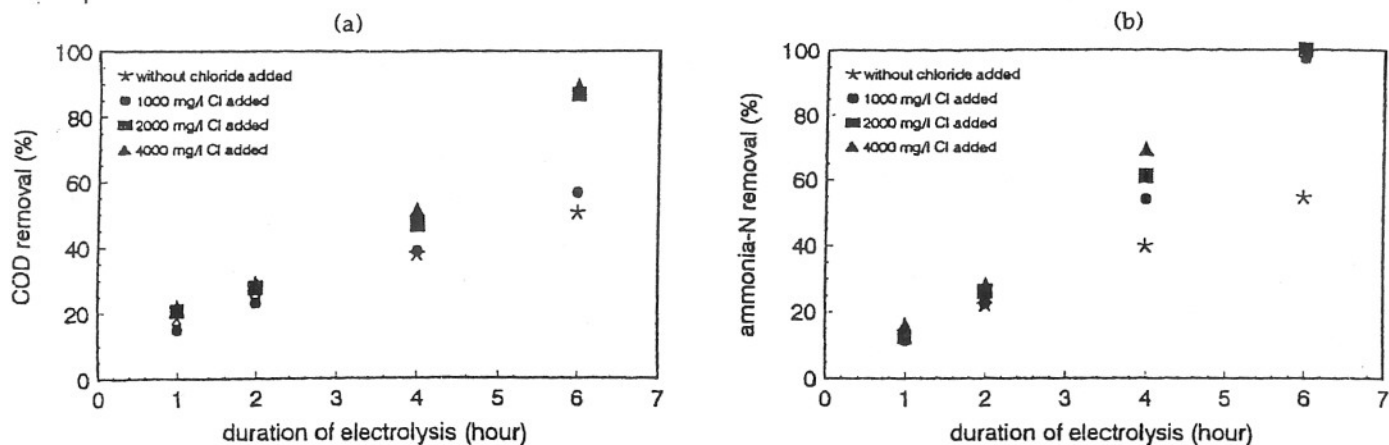 (a)
100
80
60
40
20
0
COD removal (%)
★ without chloride added
● 1000 mg/l Cl added
■ 2000 mg/l Cl added
▲ 4000 mg/l Cl added
0 1 2 3 4 5 6 7
duration of electrolysis (hour)
(b)
100
80
60
40
20
0
ammonia-N removal (%)
★ without chloride added
● 1000 mg/l Cl added
■ 2000 mg/l Cl added
▲ 4000 mg/l Cl added
0 1 2 3 4 5 6 7
duration of electrolysis (hour)